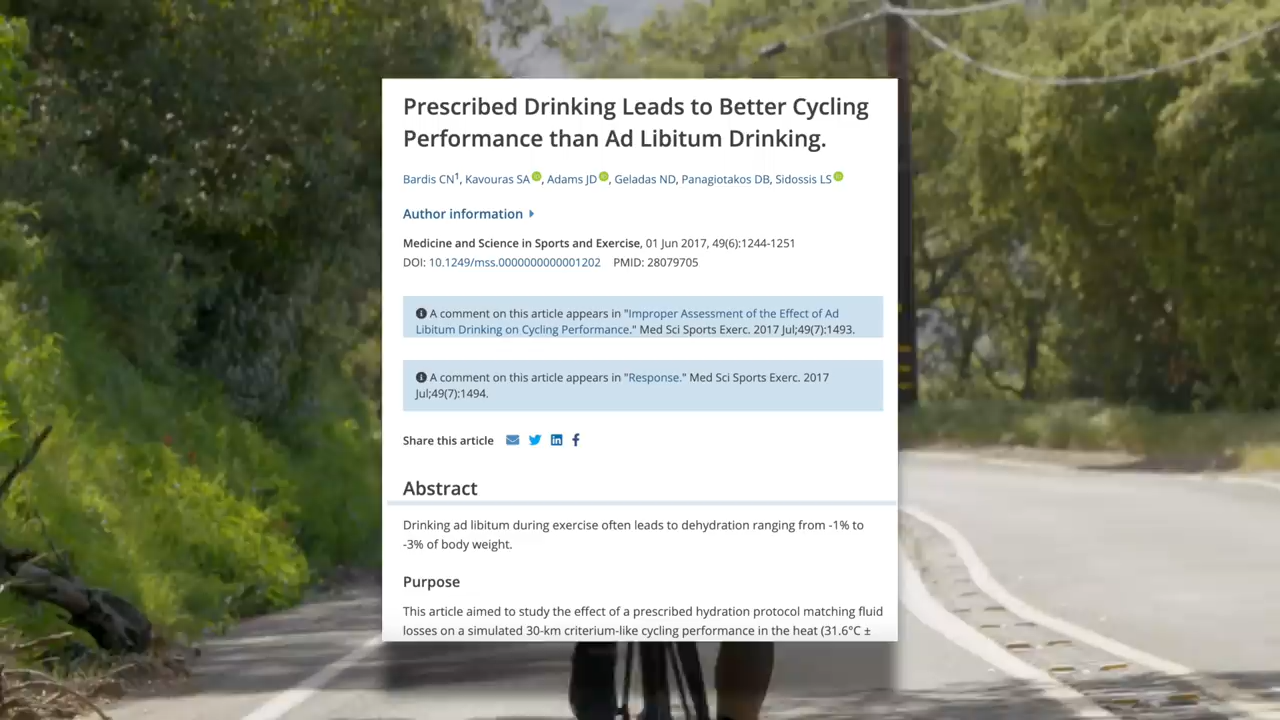 Prescribed Drinking Leads to Better Cycling
Performance than Ad Libitum Drinking.
Bardis CN¹, Kavouras SA, Adams JD, Geladas ND, Panagiotakos DB, Sidossis LS
Author information
Medicine and Science in Sports and Exercise, 01 Jun 2017, 49(6):1244-1251
DOI: 10.1249/mss.0000000000001202 PMID: 28079705
A comment on this article appears in "Improper Assessment of the Effect of Ad
Libitum Drinking on Cycling Performance." Med Sci Sports Exerc. 2017 Jul;49(7):1493.
A comment on this article appears in "Response." Med Sci Sports Exerc. 2017
Jul;49(7):1494.
Share this article
Abstract
Drinking ad libitum during exercise often leads to dehydration ranging from -1% to
-3% of body weight.
Purpose
This article aimed to study the effect of a prescribed hydration protocol matching fluid
losses on a simulated 30-km criterium-like cycling performance in the heat (31.6°C ±